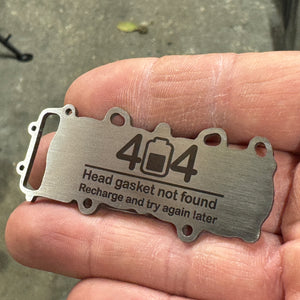 404
Head gasket not found
Recharge and try again later